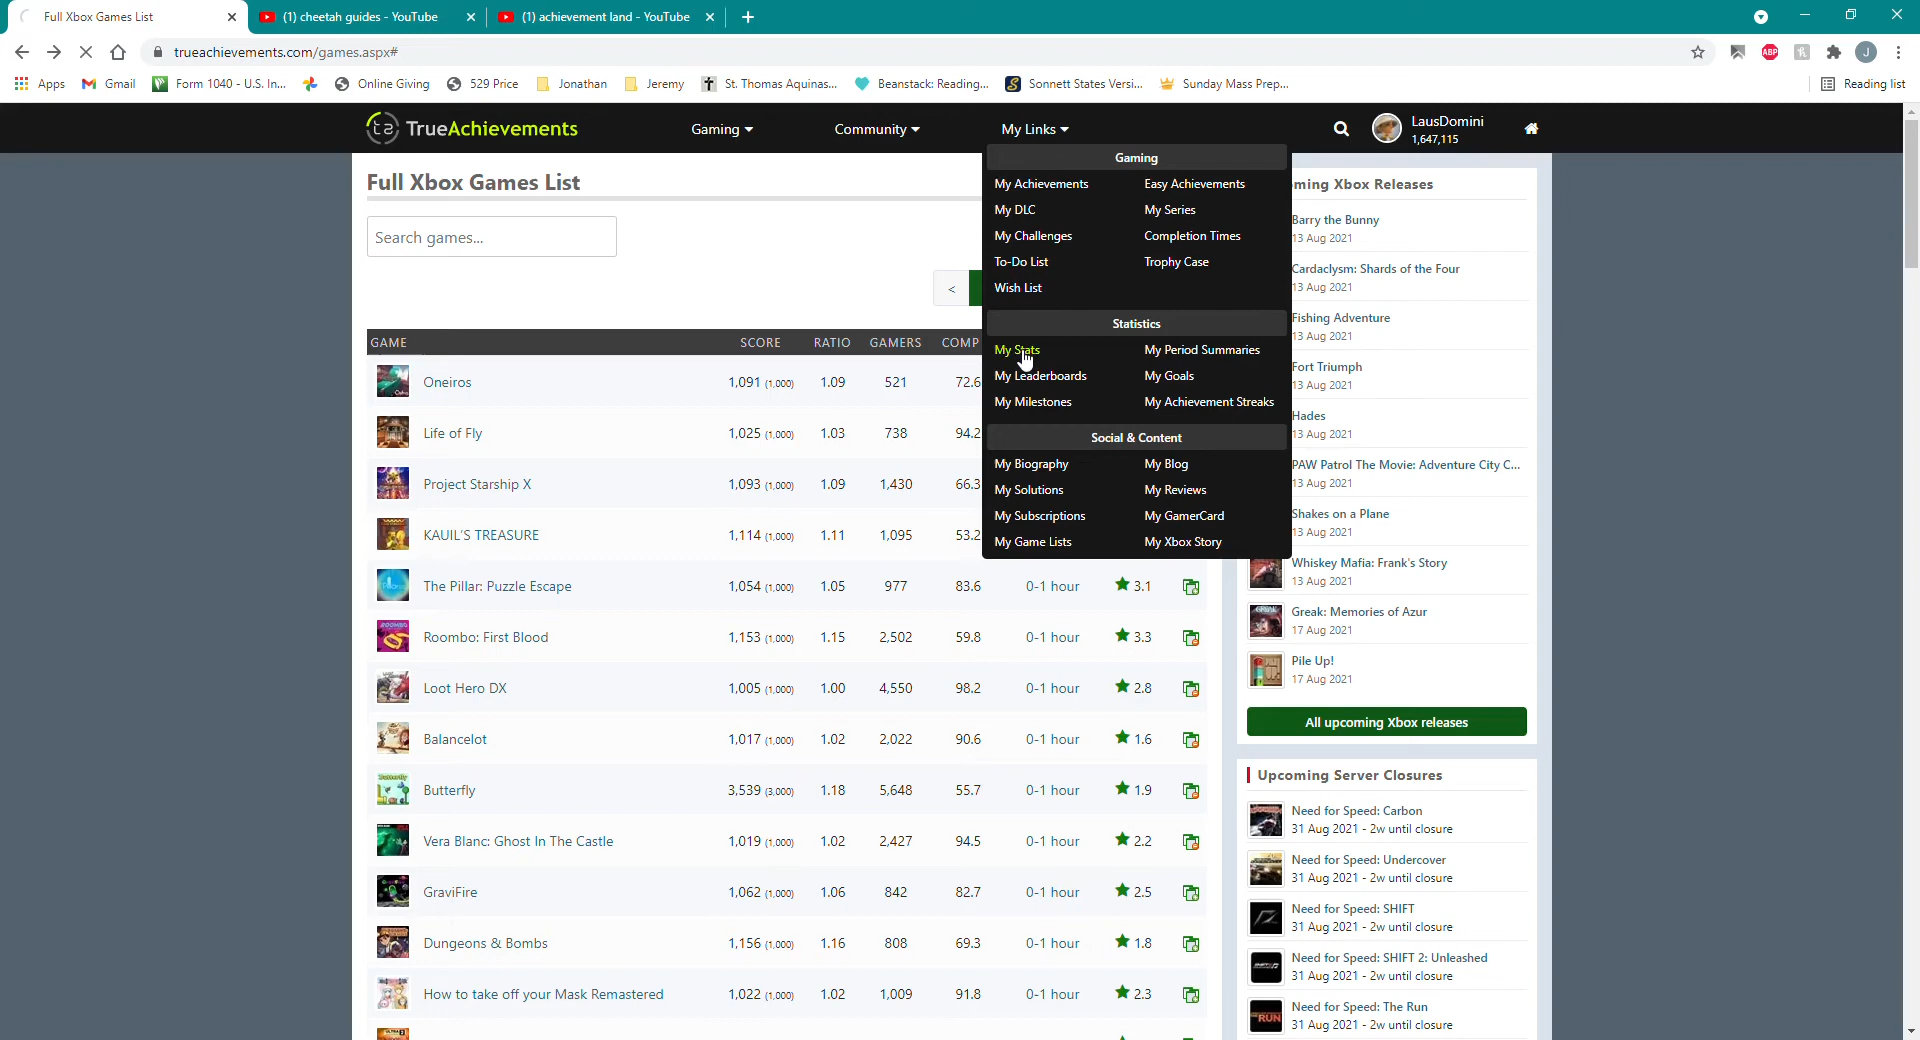 Full Xbox Games List
(1) cheetah guides - YouTube
(1) achievement land - YouTube
trueachievements.com/games.aspx#
ABP
J
Apps
Gmail
Form 1040 - U.S. In...
Online Giving
529 Price
Jonathan
Jeremy
St. Thomas Aquinas...
Beanstack: Reading...
Sonnett States Versi...
Sunday Mass Prep...
Reading list
TrueAchievements
Gaming
Community
My Links
LausDomini
1,647,115
Full Xbox Games List
Search games...
<
Gaming
My Achievements Easy Achievements
My DLC My Series
My Challenges Completion Times
To-Do List Trophy Case
Wish List
Statistics
My Stats My Period Summaries
My Leaderboards My Goals
My Milestones My Achievement Streaks
Social & Content
My Biography My Blog
My Solutions My Reviews
My Subscriptions My GamerCard
My Game Lists My Xbox Story
GAME SCORE RATIO GAMERS COMP
Oneiros 1,091 (1,000) 1.09 521 72.6
Life of Fly 1,025 (1,000) 1.03 738 94.2
Project Starship X 1,093 (1,000) 1.09 1,430 66.3
KAUIL'S TREASURE 1,114 (1,000) 1.11 1,095 53.2
The Pillar: Puzzle Escape 1,054 (1,000) 1.05 977 83.6 0-1 hour 3.1
Roombo: First Blood 1,153 (1,000) 1.15 2,502 59.8 0-1 hour 3.3
Loot Hero DX 1,005 (1,000) 1.00 4,550 98.2 0-1 hour 2.8
Balancelot 1,017 (1,000) 1.02 2,022 90.6 0-1 hour 1.6
Butterfly 3,539 (3,000) 1.18 5,648 55.7 0-1 hour 1.9
Vera Blanc: Ghost In The Castle 1,019 (1,000) 1.02 2,427 94.5 0-1 hour 2.2
GraviFire 1,062 (1,000) 1.06 842 82.7 0-1 hour 2.5
Dungeons & Bombs 1,156 (1,000) 1.16 808 69.3 0-1 hour 1.8
How to take off your Mask Remastered 1,022 (1,000) 1.02 1,009 91.8 0-1 hour 2.3
ming Xbox Releases
Barry the Bunny
13 Aug 2021
Cardaclysm: Shards of the Four
13 Aug 2021
Fishing Adventure
13 Aug 2021
Fort Triumph
13 Aug 2021
Hades
13 Aug 2021
PAW Patrol The Movie: Adventure City C...
13 Aug 2021
Shakes on a Plane
13 Aug 2021
Whiskey Mafia: Frank's Story
13 Aug 2021
Greak: Memories of Azur
17 Aug 2021
Pile Up!
17 Aug 2021
All upcoming Xbox releases
Upcoming Server Closures
Need for Speed: Carbon
31 Aug 2021 - 2w until closure
Need for Speed: Undercover
31 Aug 2021 - 2w until closure
Need for Speed: SHIFT
31 Aug 2021 - 2w until closure
Need for Speed: SHIFT 2: Unleashed
31 Aug 2021 - 2w until closure
Need for Speed: The Run
31 Aug 2021 - 2w until closure